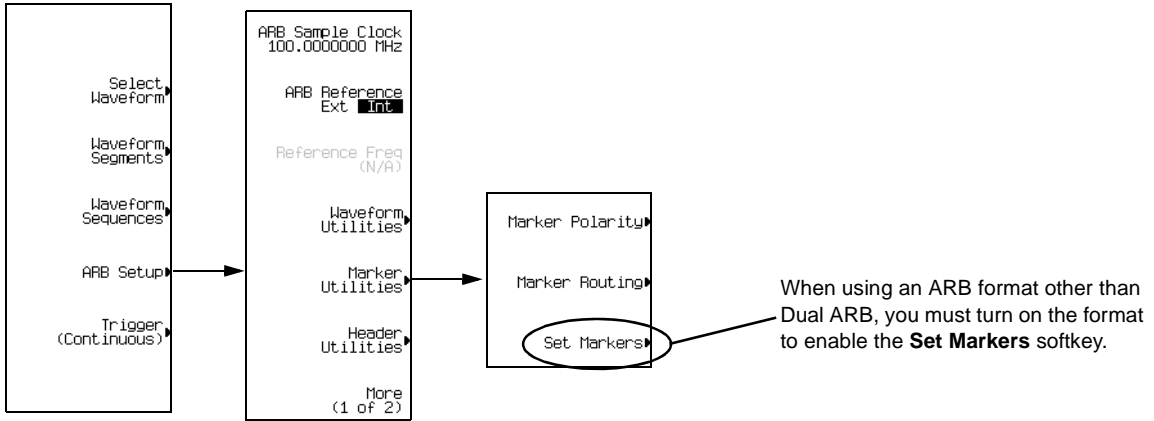 Select
Waveform
Waveform
Segments
Waveform
Sequences
ARB Setup
Trigger
(Continuous)
ARB Sample Clock
100.0000000 MHz
ARB Reference
Ext Int
Reference Freq
(N/A)
Waveform
Utilities
Marker
Utilities
Header
Utilities
More
(1 of 2)
Marker Polarity
Marker Routing
Set Markers
When using an ARB format other than
Dual ARB, you must turn on the format
to enable the Set Markers softkey.